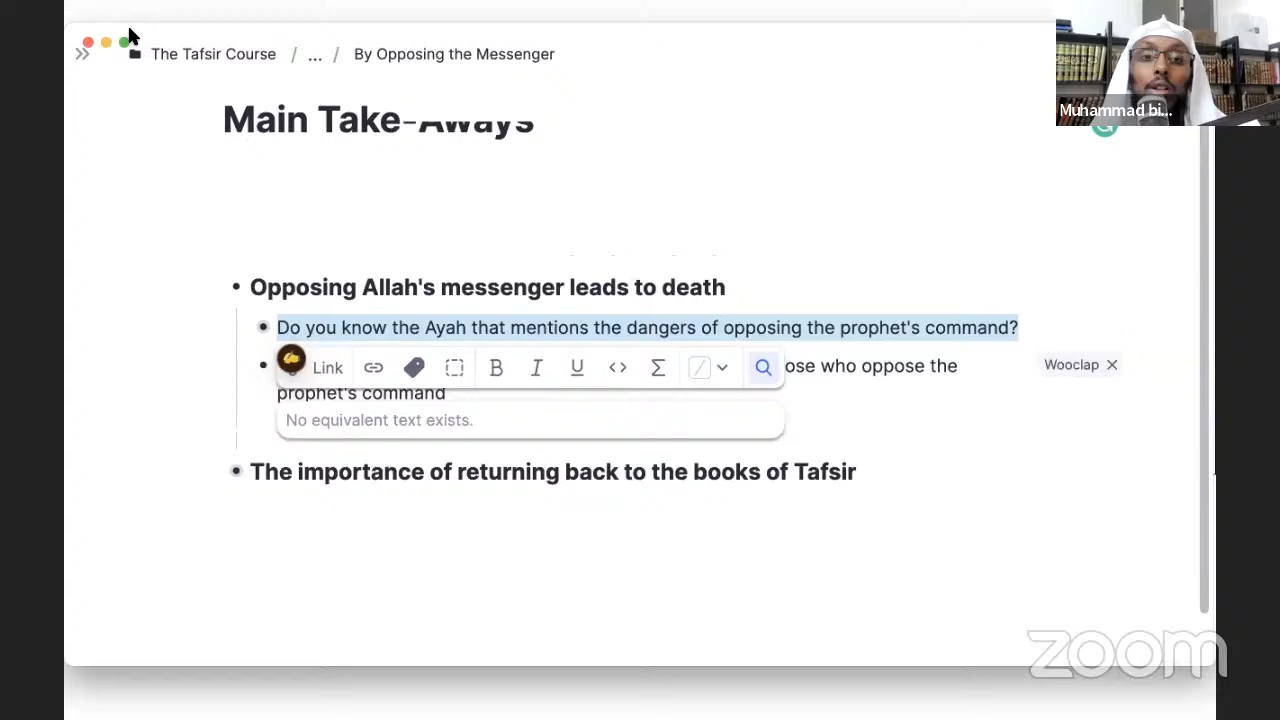 The Tafsir Course / ... / By Opposing the Messenger
Muhammad bi...
Main Take-Aways
Opposing Allah's messenger leads to death
Do you know the Ayah that mentions the dangers of opposing the prophet's command?
Link B I U <> Σ
ose who oppose the
Wooclap
prophet's command
No equivalent text exists.
The importance of returning back to the books of Tafsir
zoom